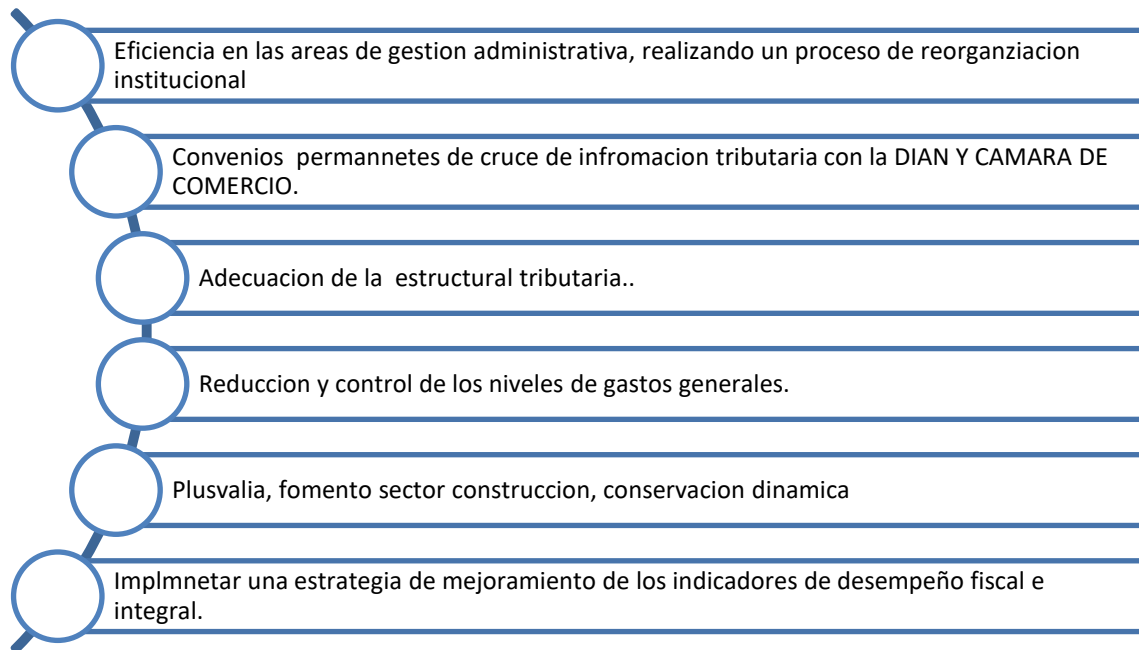 Eficiencia en las areas de gestion administrativa, realizando un proceso de reorganziacion
institucional
Convenios  permannetes de cruce de infromacion tributaria con la DIAN Y CAMARA DE
COMERCIO.
Adecuacion de la  estructural tributaria..
Reduccion y control de los niveles de gastos generales.
Plusvalia, fomento sector construccion, conservacion dinamica
Implmnetar una estrategia de mejoramiento de los indicadores de desempeño fiscal e
integral.